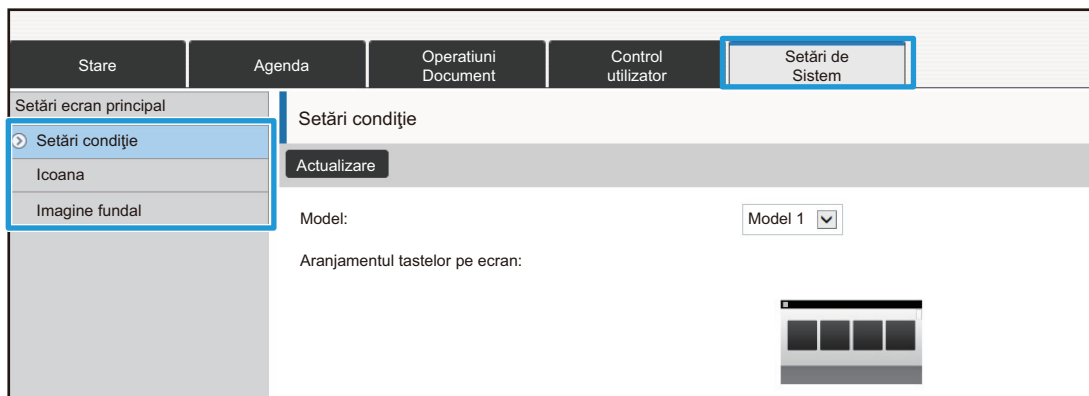 Stare
Agenda
Operatiuni
Document
Control
utilizator
Setări de
Sistem
Setări ecran principal
Setări condiţie
Icoana
Imagine fundal
Setări condiţie
Actualizare
Model:
Model 1
Aranjamentul tastelor pe ecran: